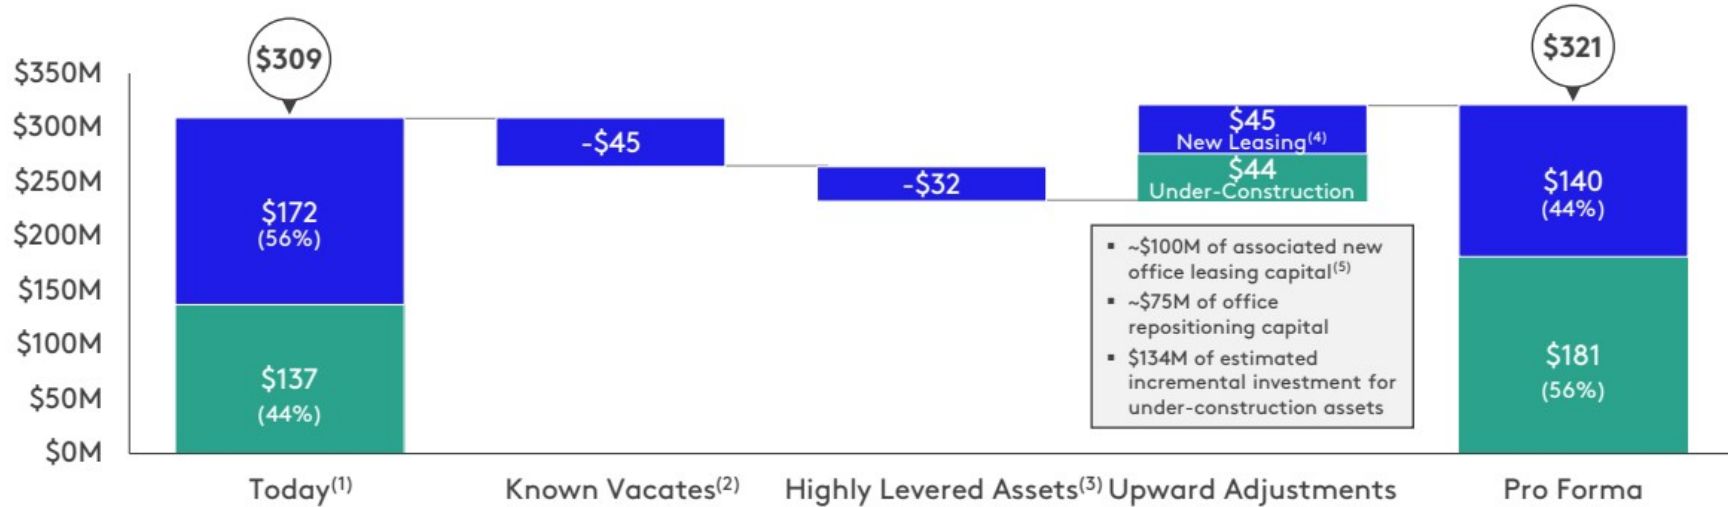 $309
$321
$350M
$300M
$250M
$200M
$150M
$100M
$50M
$0M
$172
(56%)
$137
(44%)
-$45
-$32
$45
New Leasing(4)
$44
Under-Construction
▪ ~$100M of associated new
office leasing capital(5)
▪ ~$75M of office
repositioning capital
▪ $134M of estimated
incremental investment for
under-construction assets
$140
(44%)
$181
(56%)
Today(1)
Known Vacates(2)
Highly Levered Assets(3)
Upward Adjustments
Pro Forma